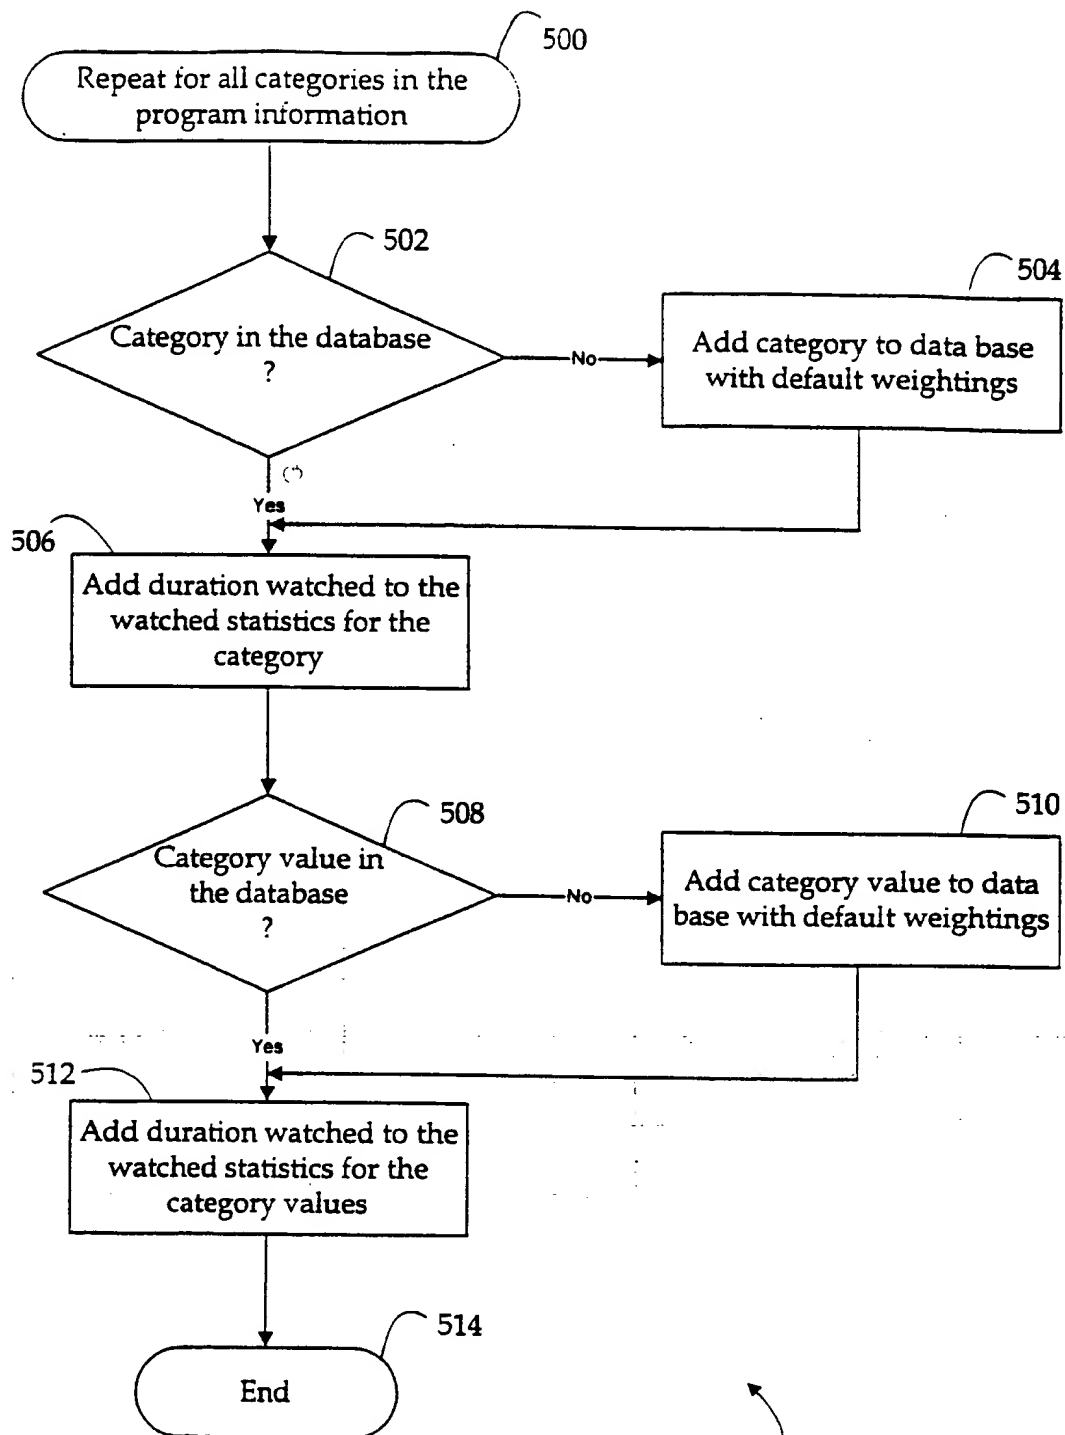 500
Repeat for all categories in the
program information
502
Category in the database
?
No
504
Add category to data base
with default weightings
Yes
506
Add duration watched to the
watched statistics for the
category
508
Category value in
the database
?
No
510
Add category value to data
base with default weightings
Yes
512
Add duration watched to the
watched statistics for the
category values
514
End